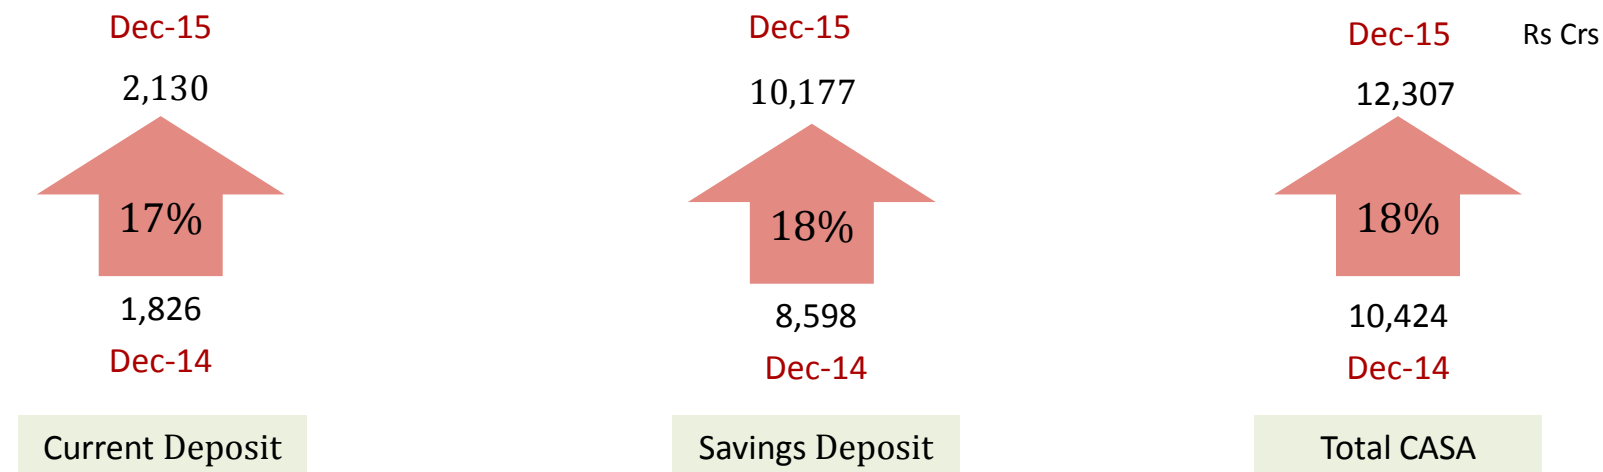 Dec-15
2,130
17%
1,826
Dec-14
Current Deposit
Dec-15
10,177
18%
8,598
Dec-14
Savings Deposit
Rs Crs
Dec-15
12,307
18%
10,424
Dec-14
Total CASA